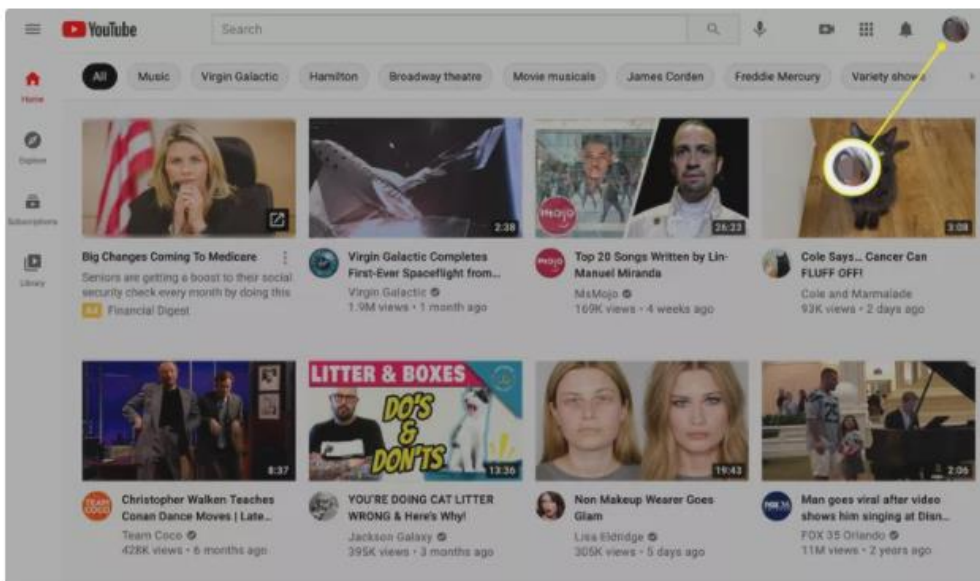 YouTube
Search
All Music Virgin Galactic Hamilton Broadway theatre Movie musicals James Corden Freddie Mercury Variety shows
Home
Explore
Subscriptions
Library
2:38
mojo
26:23
3:08
Big Changes Coming To Medicare
Seniors are getting a boost to their social
security check every month by doing this
Ad Financial Digest
Virgin Galactic Completes
First-Ever Spaceflight from...
Virgin Galactic
1.9M views • 1 month ago
mojo
Top 20 Songs Written by Lin-
Manuel Miranda
MsMojo
169K views • 4 weeks ago
Cole Says... Cancer Can
FLUFF OFF!
Cole and Marmalade
93K views • 2 days ago
8:37
LITTER & BOXES
DO'S
&
DON'TS
13:36
19:43
25
2:06
TEAM
COCO
Christopher Walken Teaches
Conan Dance Moves | Late...
Team Coco
428K views • 6 months ago
YOU'RE DOING CAT LITTER
WRONG & Here's Why!
Jackson Galaxy
395K views • 3 months ago
Non Makeup Wearer Goes
Glam
Lisa Eldridge
305K views • 5 days ago
FOX 35
Man goes viral after video
shows him singing at Disn...
FOX 35 Orlando
11M views • 2 years ago